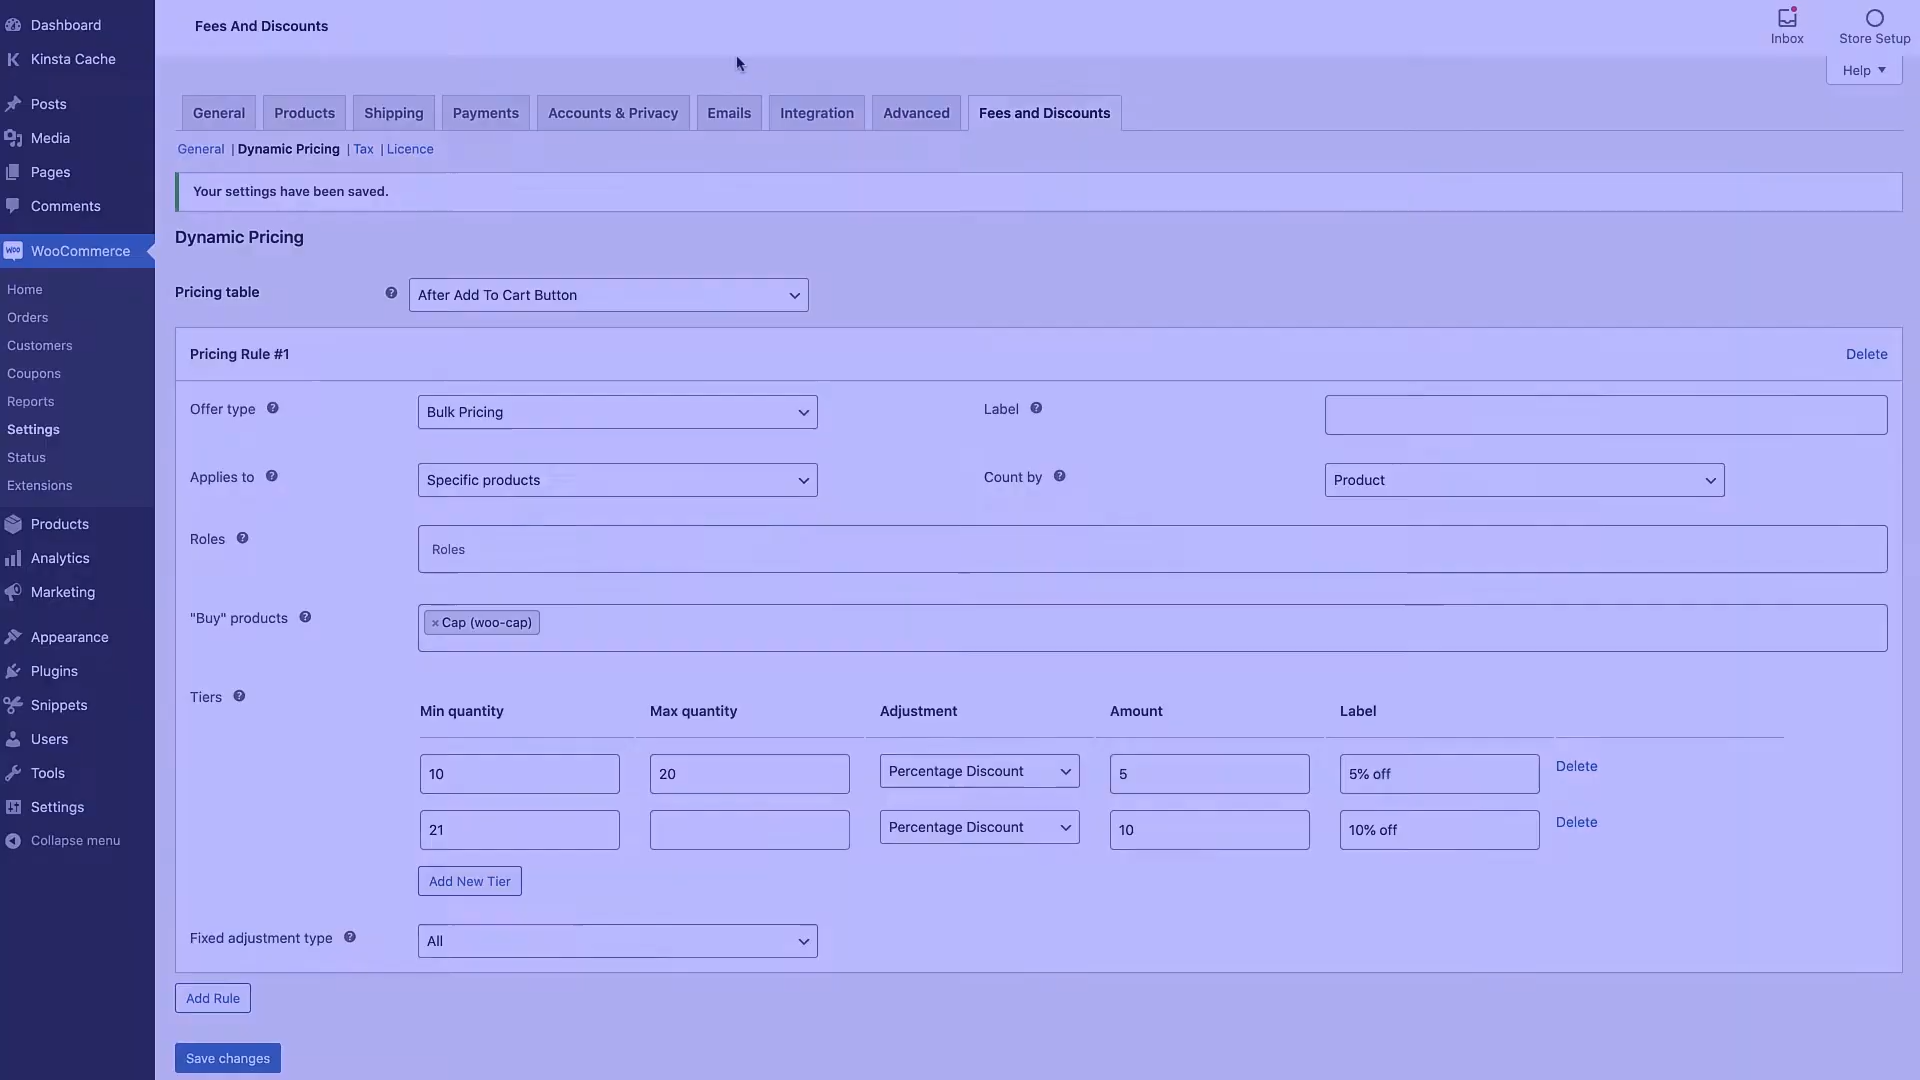 Dashboard
Kinsta Cache
Posts
Media
Pages
Comments
WooCommerce
Home
Orders
Customers
Coupons
Reports
Settings
Status
Extensions
Products
Analytics
Marketing
Appearance
Plugins
Snippets
Users
Tools
Settings
Collapse menu
Fees And Discounts
Inbox
Store Setup
Help
General Products Shipping Payments Accounts & Privacy Emails Integration Advanced Fees and Discounts
General | Dynamic Pricing | Tax | Licence
Your settings have been saved.
Dynamic Pricing
Pricing table ? After Add To Cart Button
Pricing Rule #1 Delete
Offer type ? Bulk Pricing Label ?
Applies to ? Specific products Count by ? Product
Roles ? Roles
"Buy" products ? × Cap (woo-cap)
Tiers ?
Min quantity Max quantity Adjustment Amount Label
10 20 Percentage Discount 5 5% off Delete
21 Percentage Discount 10 10% off Delete
Add New Tier
Fixed adjustment type ? All
Add Rule
Save changes